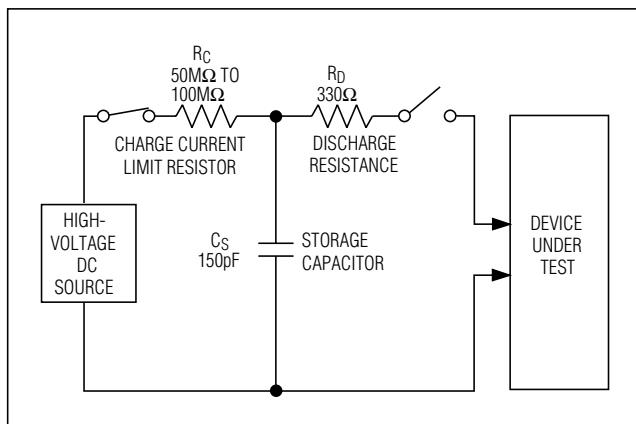 R_C
50MΩ TO
100MΩ
CHARGE CURRENT
LIMIT RESISTOR
R_D
330Ω
DISCHARGE
RESISTANCE
HIGH-
VOLTAGE
DC
SOURCE
C_S
150pF
STORAGE
CAPACITOR
DEVICE
UNDER
TEST